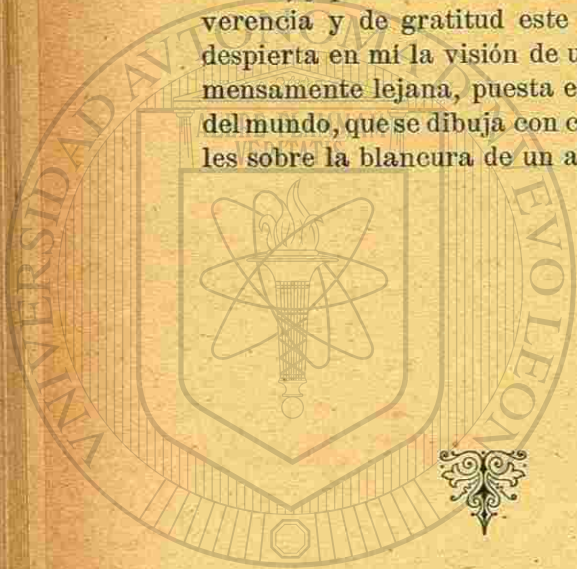 verencia y de gratitud este
despierta en mí la visión de u
mensamente lejana, puesta e
del mundo, que se dibuja con c
les sobre la blancura de un a
VERITATIS